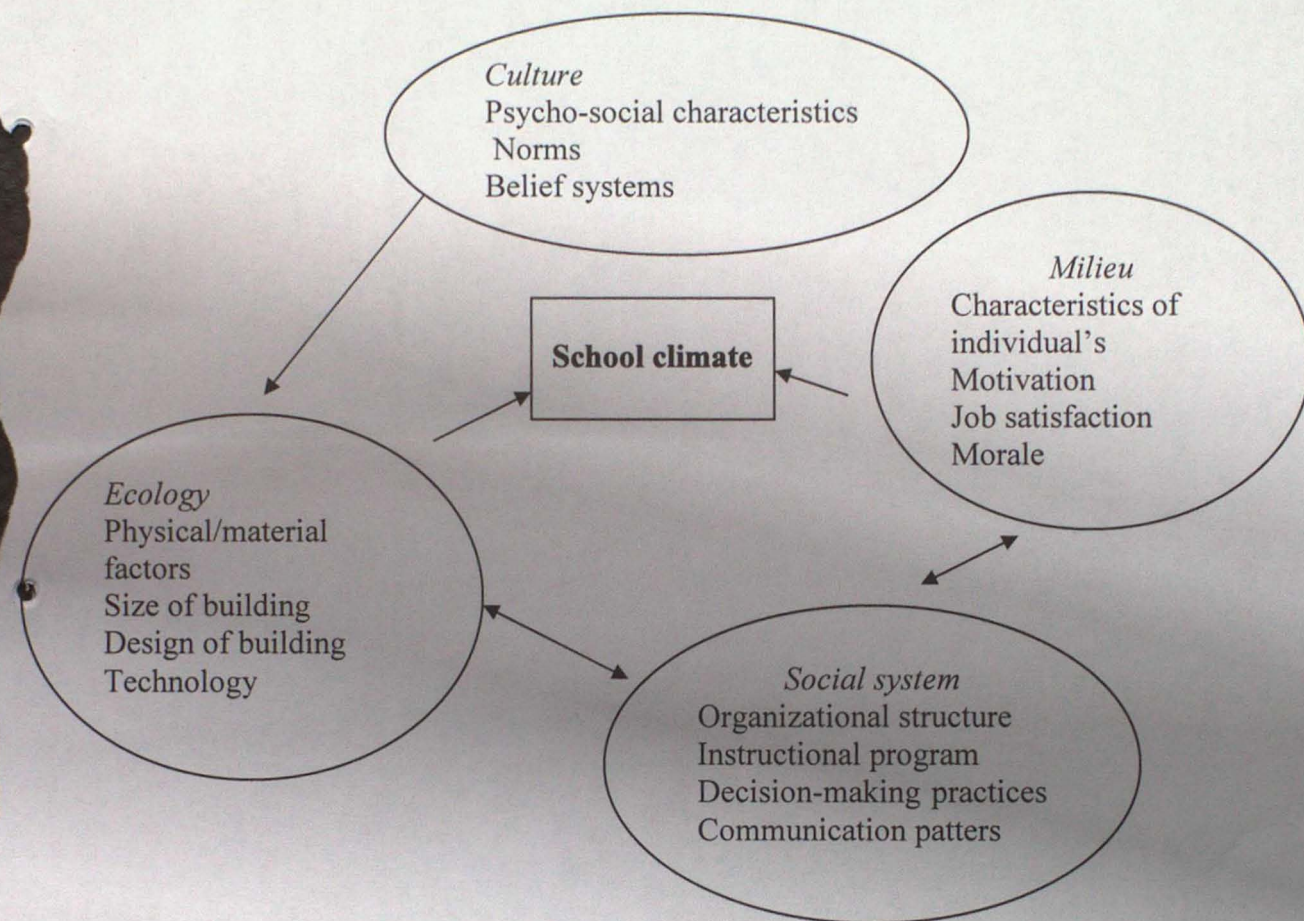 Culture
Psycho-social characteristics
Norms
Belief systems
Milieu
Characteristics of
individual's
Motivation
Job satisfaction
Morale
School climate
Ecology
Physical/material
factors
Size of building
Design of building
Technology
Social system
Organizational structure
Instructional program
Decision-making practices
Communication patters